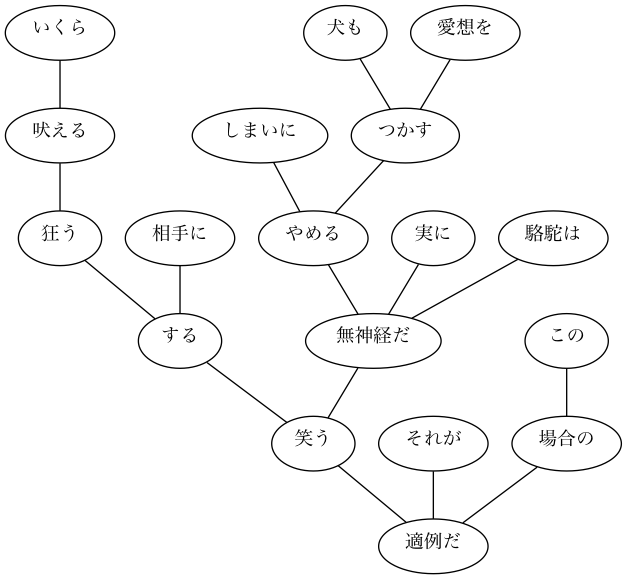 いくら
犬も
愛想を
吠える
しまいに
つかす
狂う
相手に
やめる
実に
駱駝は
する
無神経だ
この
笑う
それが
場合の
適例だ